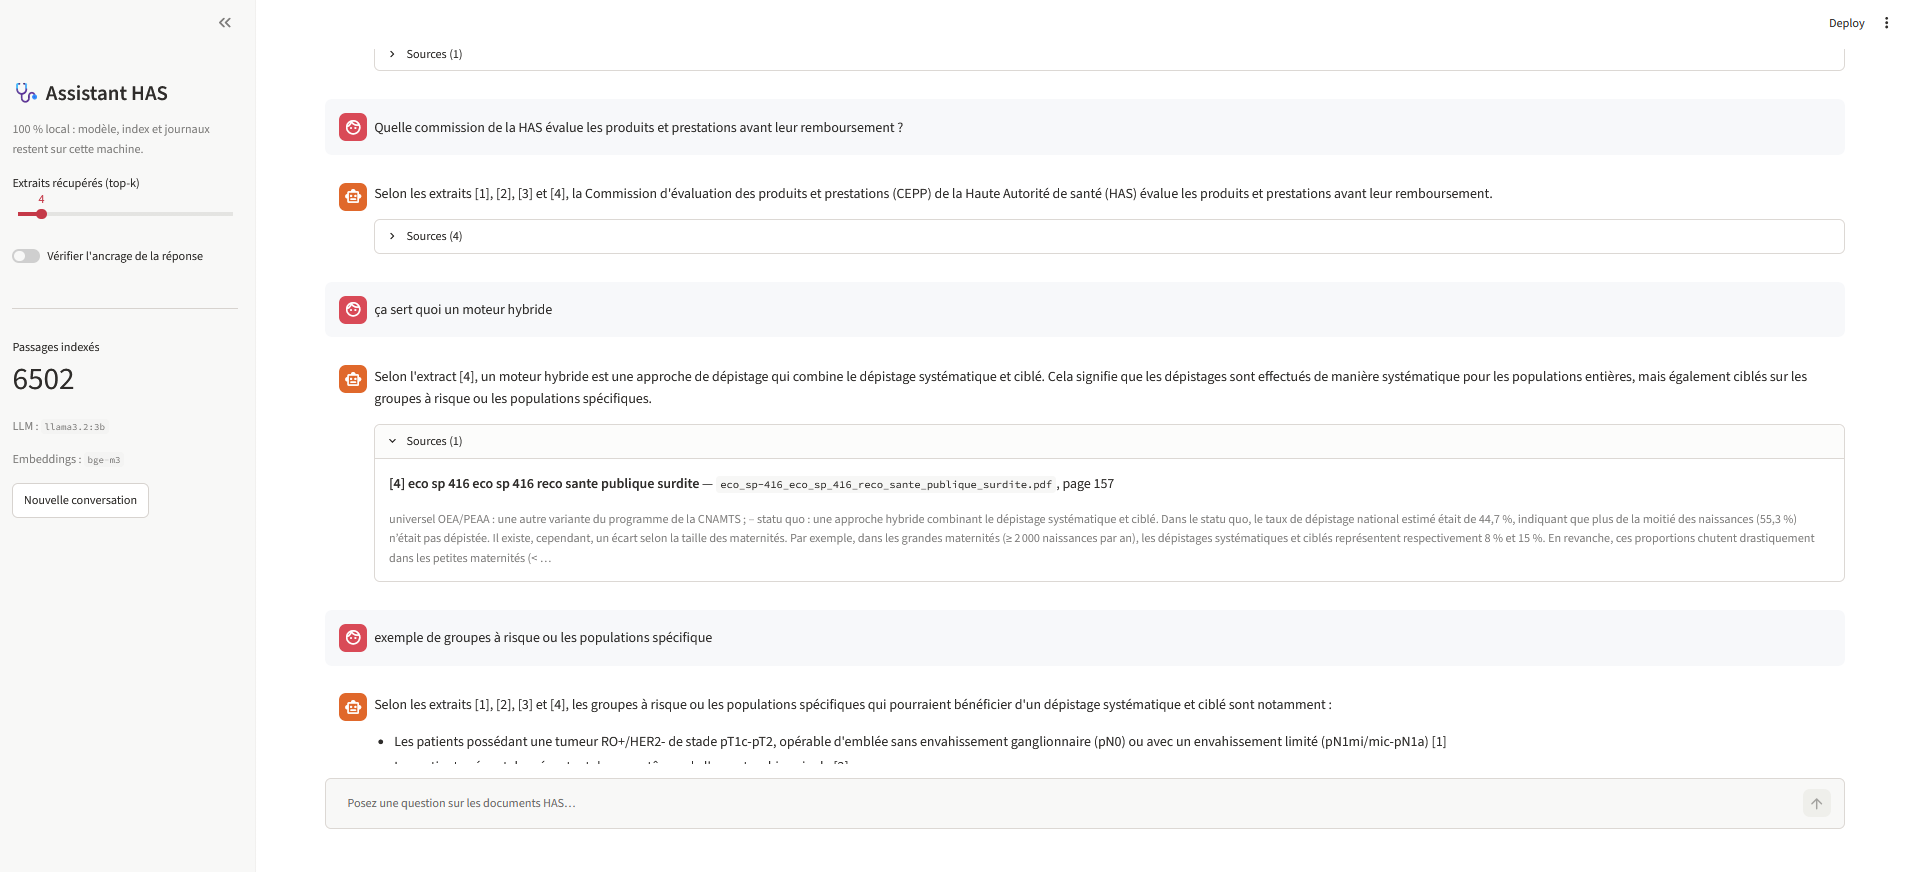 Deploy
Assistant HAS
100 % local : modèle, index et journaux
restent sur cette machine.
Extraits récupérés (top-k)
4
Vérifier l'ancrage de la réponse
Passages indexés
6502
LLM : llama3.2:3b
Embeddings : bge-m3
Nouvelle conversation
Sources (1)
Quelle commission de la HAS évalue les produits et prestations avant leur remboursement ?
Selon les extraits [1], [2], [3] et [4], la Commission d'évaluation des produits et prestations (CEPP) de la Haute Autorité de santé (HAS) évalue les produits et prestations avant leur remboursement.
Sources (4)
ça sert quoi un moteur hybride
Selon l'extract [4], un moteur hybride est une approche de dépistage qui combine le dépistage systématique et ciblé. Cela signifie que les dépistages sont effectués de manière systématique pour les populations entières, mais également ciblés sur les
groupes à risque ou les populations spécifiques.
Sources (1)
[4] eco sp 416 eco sp 416 reco sante publique surdite — eco_sp-416_eco_sp_416_reco_sante_publique_surdite.pdf , page 157
universel OEA/PEAA : une autre variante du programme de la CNAMTS ; – statu quo : une approche hybride combinant le dépistage systématique et ciblé. Dans le statu quo, le taux de dépistage national estimé était de 44,7 %, indiquant que plus de la moitié des naissances (55,3 %)
n'était pas dépistée. Il existe, cependant, un écart selon la taille des maternités. Par exemple, dans les grandes maternités (≥ 2 000 naissances par an), les dépistages systématiques et ciblés représentent respectivement 8 % et 15 %. En revanche, ces proportions chutent drastiquement
dans les petites maternités (< …
exemple de groupes à risque ou les populations spécifique
Selon les extraits [1], [2], [3] et [4], les groupes à risque ou les populations spécifiques qui pourraient bénéficier d'un dépistage systématique et ciblé sont notamment :
• Les patients possédant une tumeur RO+/HER2- de stade pT1c-pT2, opérable d'emblée sans envahissement ganglionnaire (pN0) ou avec un envahissement limité (pN1mi/mic-pN1a) [1]
Posez une question sur les documents HAS…